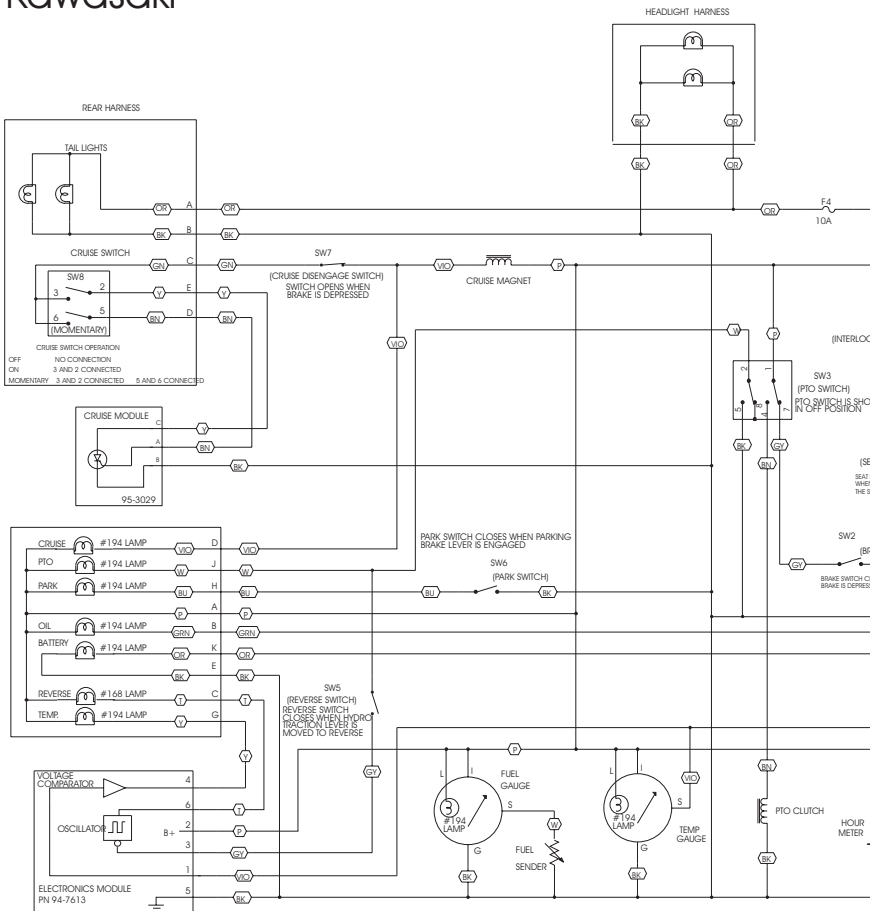 Kawasaki
HEADLIGHT HARNESS
BK
OR
BK
OR
REAR HARNESS
TAIL LIGHTS
OR
A
OR
BK
B
BK
OR
F4
10A
CRUISE SWITCH
GN
C
GN
SW7
(CRUISE DISENGAGE SWITCH)
SWITCH OPENS WHEN
BRAKE IS DEPRESSED
VIO
CRUISE MAGNET
P
SW8
3
2
Y
E
Y
6
5
BN
D
BN
(MOMENTARY)
CRUISE SWITCH OPERATION
OFF NO CONNECTION
ON 3 AND 2 CONNECTED
MOMENTARY 3 AND 2 CONNECTED 5 AND 6 CONNECTED
VIO
W
P
(INTERLOC
2
1
SW3
(PTO SWITCH)
PTO SWITCH IS SHO
IN OFF POSITION
5
8
4
7
BK
GY
BN
(SE
SEAT
WHEN
THE S
CRUISE MODULE
C
Y
A
BN
B
BK
95-3029
SW2
(BR
GY
BRAKE SWITCH C
BRAKE IS DEPRES
PARK SWITCH CLOSES WHEN PARKING
BRAKE LEVER IS ENGAGED
SW6
(PARK SWITCH)
BU
BK
CRUISE
#194 LAMP
VIO
D
VIO
PTO
#194 LAMP
W
J
W
PARK
#194 LAMP
BU
H
BU
P
A
P
OIL
#194 LAMP
GRN
B
GRN
BATTERY
#194 LAMP
OR
K
OR
BK
E
BK
REVERSE
#168 LAMP
T
C
T
TEMP.
#194 LAMP
Y
G
SW5
(REVERSE SWITCH)
REVERSE SWITCH
CLOSES WHEN HYDRO
TRACTION LEVER IS
MOVED TO REVERSE
Y
GY
P
VOLTAGE
COMPARATOR
4
6
T
OSCILLATOR
B+
2
P
3
GY
1
VIO
ELECTRONICS MODULE
PN 94-7613
5
BK
L
I
FUEL
GAUGE
S
#194
LAMP
G
BK
W
FUEL
SENDER
L
I
VIO
S
#194
LAMP
TEMP
GAUGE
G
BK
BN
PTO CLUTCH
BK
HOUR
METER